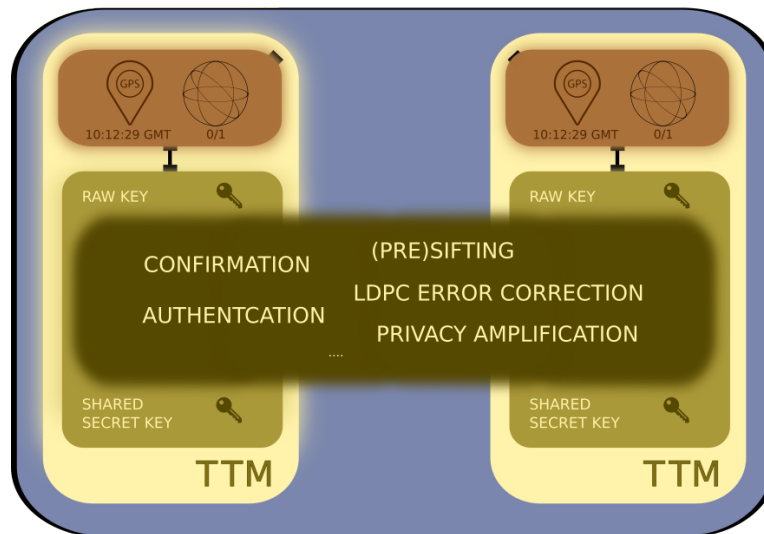 GPS
10:12:29 GMT 0/1
RAW KEY
GPS
10:12:29 GMT 0/1
RAW KEY
CONFIRMATION
AUTHENTCATION
(PRE)SIFTING
LDPC ERROR CORRECTION
PRIVACY AMPLIFICATION
....
SHARED
SECRET KEY
TTM
SHARED
SECRET KEY
TTM